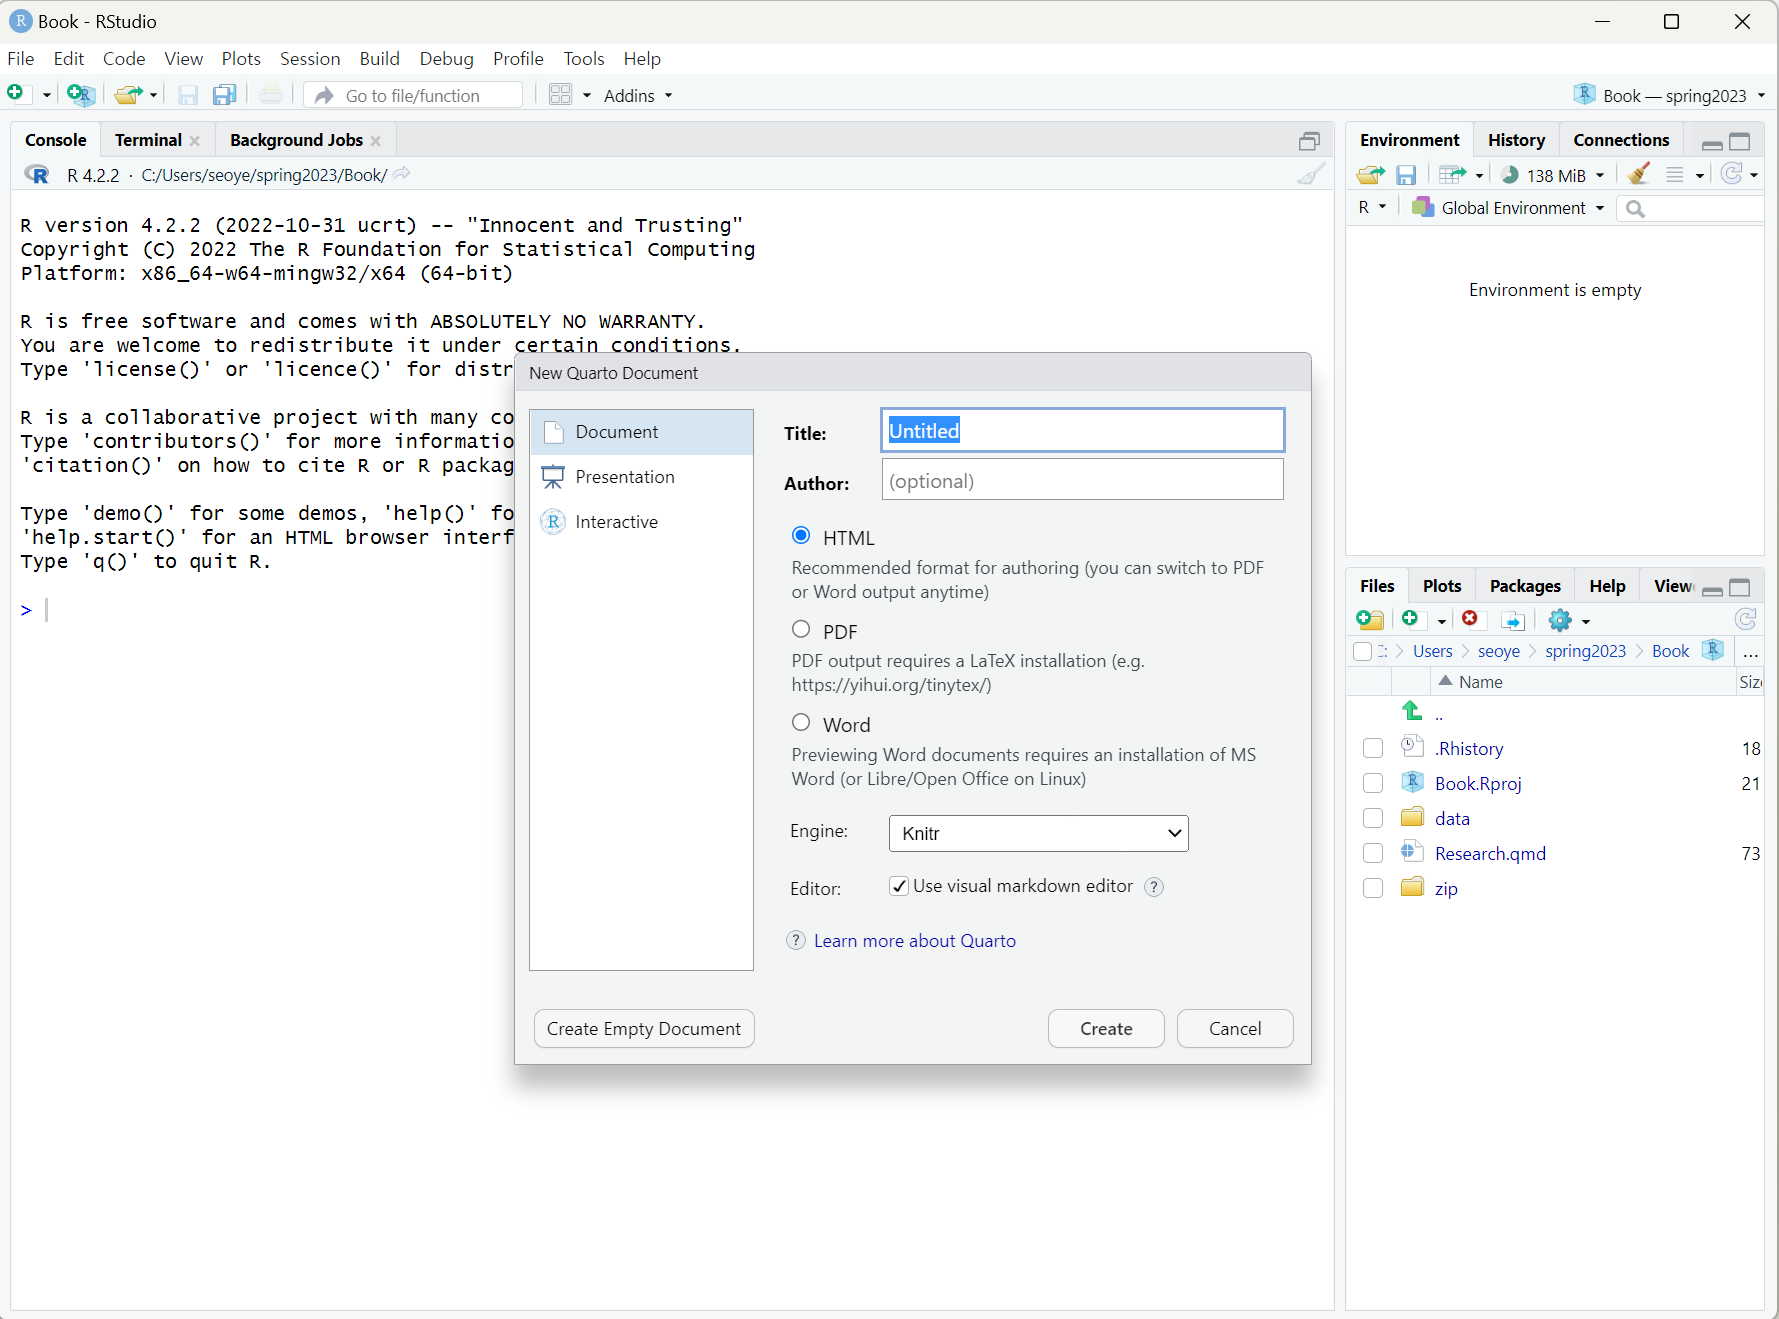 Book - RStudio
File Edit Code View Plots Session Build Debug Profile Tools Help
Go to file/function Addins Book — spring2023
Console Terminal Background Jobs
R 4.2.2 · C:/Users/seoye/spring2023/Book/
R version 4.2.2 (2022-10-31 ucrt) -- "Innocent and Trusting"
Copyright (C) 2022 The R Foundation for Statistical Computing
Platform: x86_64-w64-mingw32/x64 (64-bit)
R is free software and comes with ABSOLUTELY NO WARRANTY.
You are welcome to redistribute it under certain conditions.
Type 'license()' or 'licence()' for distr
R is a collaborative project with many co
Type 'contributors()' for more informatio
'citation()' on how to cite R or R packag
Type 'demo()' for some demos, 'help()' fo
'help.start()' for an HTML browser interf
Type 'q()' to quit R.
>
New Quarto Document
Document
Presentation
Interactive
Title: Untitled
Author: (optional)
HTML
Recommended format for authoring (you can switch to PDF
or Word output anytime)
PDF
PDF output requires a LaTeX installation (e.g.
https://yihui.org/tinytex/)
Word
Previewing Word documents requires an installation of MS
Word (or Libre/Open Office on Linux)
Engine: Knitr
Editor: Use visual markdown editor ?
? Learn more about Quarto
Create Empty Document Create Cancel
Environment History Connections
138 MiB
R Global Environment
Environment is empty
Files Plots Packages Help View
C: Users seoye spring2023 Book R ...
Name Siz
..
.Rhistory 18
Book.Rproj 21
data
Research.qmd 73
zip